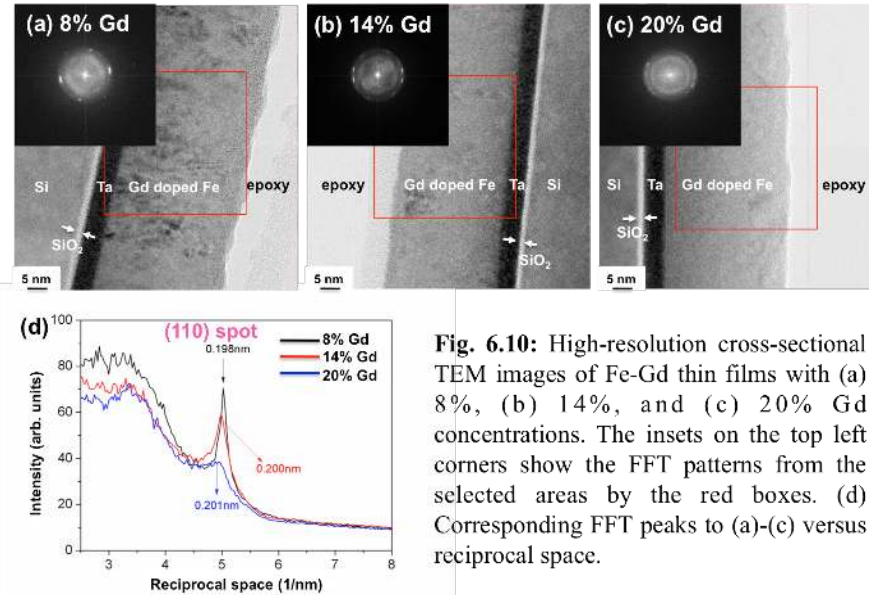 (a) 8% Gd
Si
Ta
Gd doped Fe
epoxy
SiO2
5 nm
(b) 14% Gd
epoxy
Gd doped Fe
Ta
Si
SiO2
5 nm
(c) 20% Gd
Si
Ta
Gd doped Fe
epoxy
SiO2
5 nm
(d)
(110) spot
8% Gd
14% Gd
20% Gd
0.198nm
0.200nm
0.201nm
100
80
60
40
20
0
3 4 5 6 7 8
Intensity (arb. units)
Reciprocal space (1/nm)
Fig. 6.10: High-resolution cross-sectional
TEM images of Fe-Gd thin films with (a)
8%, (b) 14%, and (c) 20% Gd
concentrations. The insets on the top left
corners show the FFT patterns from the
selected areas by the red boxes. (d)
Corresponding FFT peaks to (a)-(c) versus
reciprocal space.